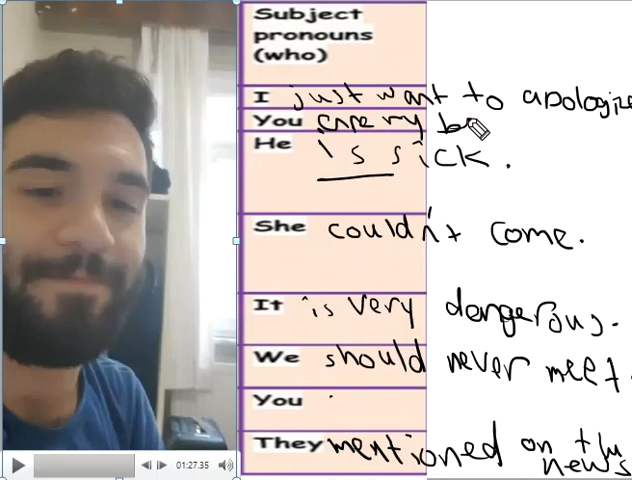 Subject
pronouns
(who)
I just want to apologize
You are my be
He is sick.
She couldn't come.
It is very dangerous.
We should never meet.
You
They mentioned on the
news
01:27.35